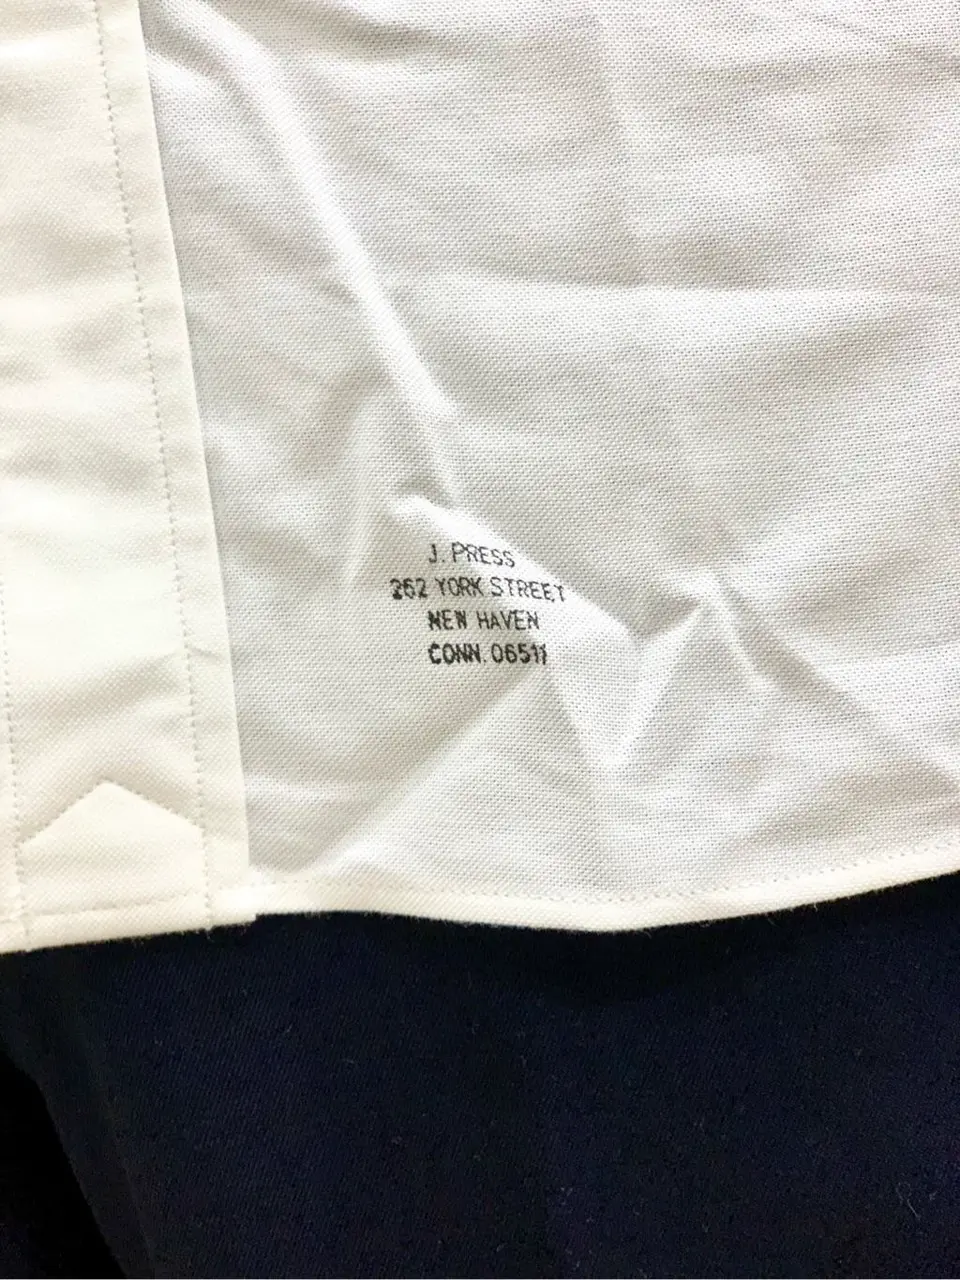 J. PRESS
262 YORK STREET
NEW HAVEN
CONN. 06511